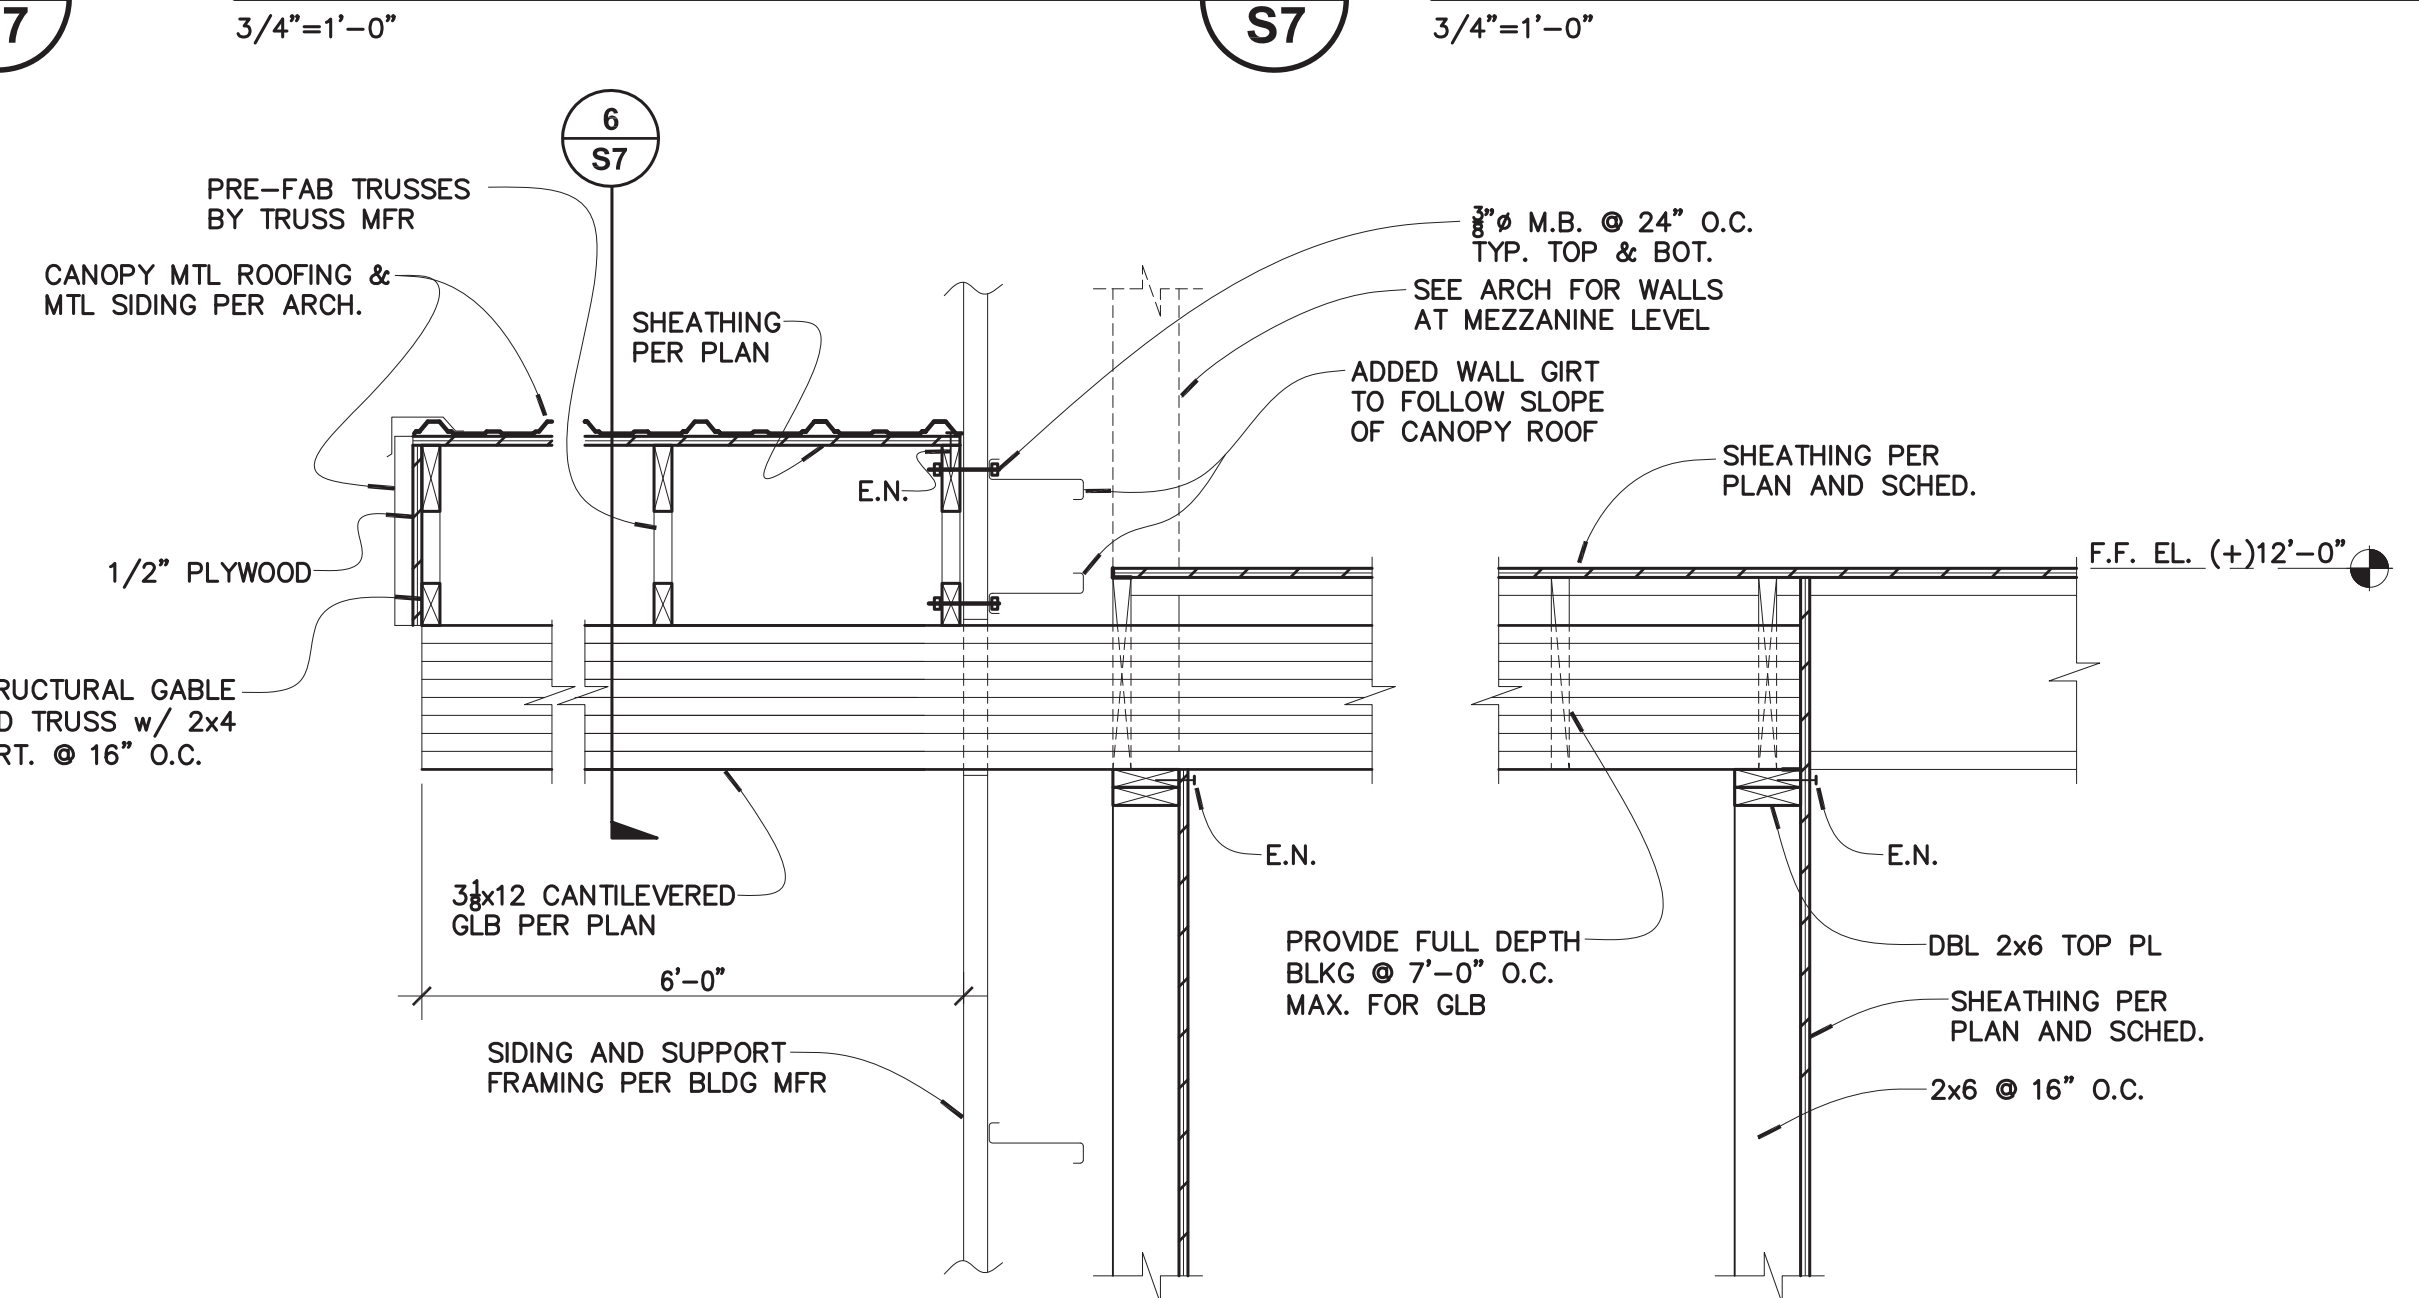 7
3/4"=1'-0"
S7
3/4"=1'-0"
6
S7
PRE-FAB TRUSSES
BY TRUSS MFR
CANOPY MTL ROOFING &
MTL SIDING PER ARCH.
SHEATHING
PER PLAN
3/8"ø M.B. @ 24" O.C.
TYP. TOP & BOT.
SEE ARCH FOR WALLS
AT MEZZANINE LEVEL
ADDED WALL GIRT
TO FOLLOW SLOPE
OF CANOPY ROOF
E.N.
SHEATHING PER
PLAN AND SCHED.
F.F. EL. (+)12'-0"
1/2" PLYWOOD
RUCTURAL GABLE
D TRUSS w/ 2x4
RT. @ 16" O.C.
3 1/8x12 CANTILEVERED
GLB PER PLAN
6'-0"
SIDING AND SUPPORT
FRAMING PER BLDG MFR
E.N.
PROVIDE FULL DEPTH
BLKG @ 7'-0" O.C.
MAX. FOR GLB
E.N.
DBL 2x6 TOP PL
SHEATHING PER
PLAN AND SCHED.
2x6 @ 16" O.C.